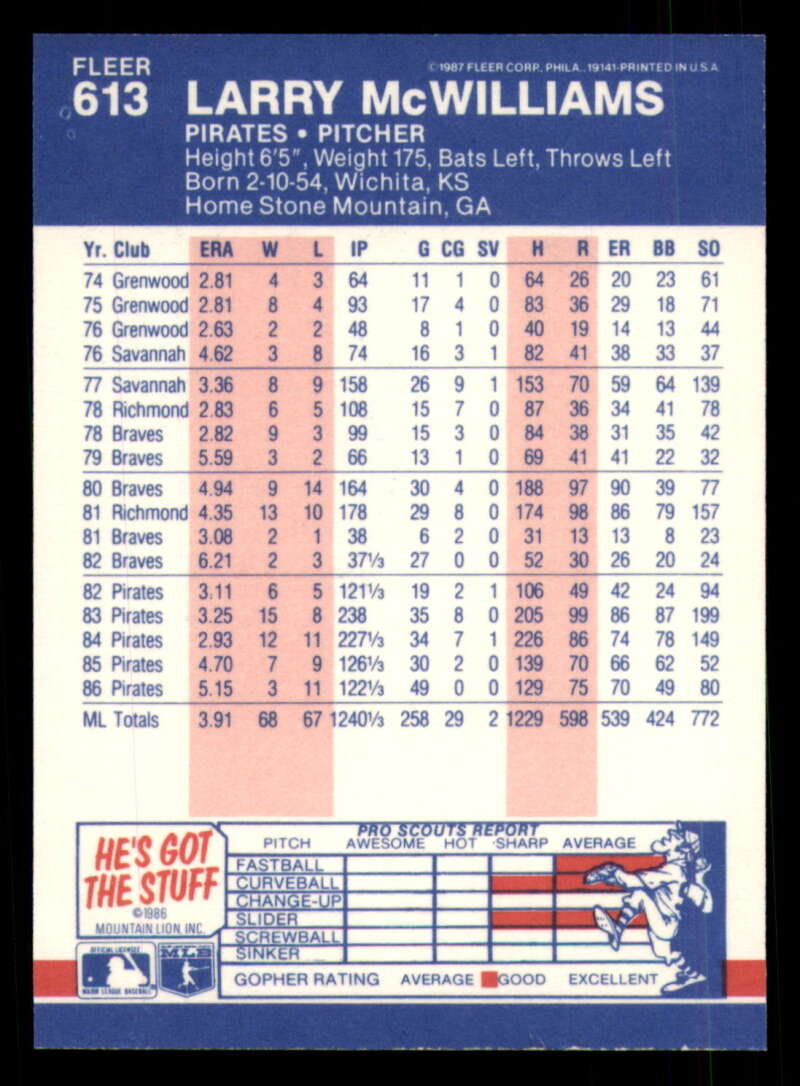 FLEER
©1987 FLEER CORP., PHILA., 19141-PRINTED IN U.S.A.
613 LARRY McWILLIAMS
PIRATES • PITCHER
Height 6'5", Weight 175, Bats Left, Throws Left
Born 2-10-54, Wichita, KS
Home Stone Mountain, GA
Yr. Club ERA W L IP G CG SV H R ER BB SO
74 Grenwood 2.81 4 3 64 11 1 0 64 26 20 23 61
75 Grenwood 2.81 8 4 93 17 4 0 83 36 29 18 71
76 Grenwood 2.63 2 2 48 8 1 0 40 19 14 13 44
76 Savannah 4.62 3 8 74 16 3 1 82 41 38 33 37
77 Savannah 3.36 8 9 158 26 9 1 153 70 59 64 139
78 Richmond 2.83 6 5 108 15 7 0 87 36 34 41 78
78 Braves 2.82 9 3 99 15 3 0 84 38 31 35 42
79 Braves 5.59 3 2 66 13 1 0 69 41 41 22 32
80 Braves 4.94 9 14 164 30 4 0 188 97 90 39 77
81 Richmond 4.35 13 10 178 29 8 0 174 98 86 79 157
81 Braves 3.08 2 1 38 6 2 0 31 13 13 8 23
82 Braves 6.21 2 3 37⅓ 27 0 0 52 30 26 20 24
82 Pirates 3.11 6 5 121⅓ 19 2 1 106 49 42 24 94
83 Pirates 3.25 15 8 238 35 8 0 205 99 86 87 199
84 Pirates 2.93 12 11 227⅓ 34 7 1 226 86 74 78 149
85 Pirates 4.70 7 9 126⅓ 30 2 0 139 70 66 62 52
86 Pirates 5.15 3 11 122⅓ 49 0 0 129 75 70 49 80
ML Totals 3.91 68 67 1240⅓ 258 29 2 1229 598 539 424 772
HE'S GOT
THE STUFF
©1986
MOUNTAIN LION, INC.
PRO SCOUTS REPORT
PITCH AWESOME HOT SHARP AVERAGE
FASTBALL
CURVEBALL
CHANGE-UP
SLIDER
SCREWBALL
SINKER
GOPHER RATING AVERAGE GOOD EXCELLENT
OFFICIAL LICENSEE
MAJOR LEAGUE BASEBALL
MLB